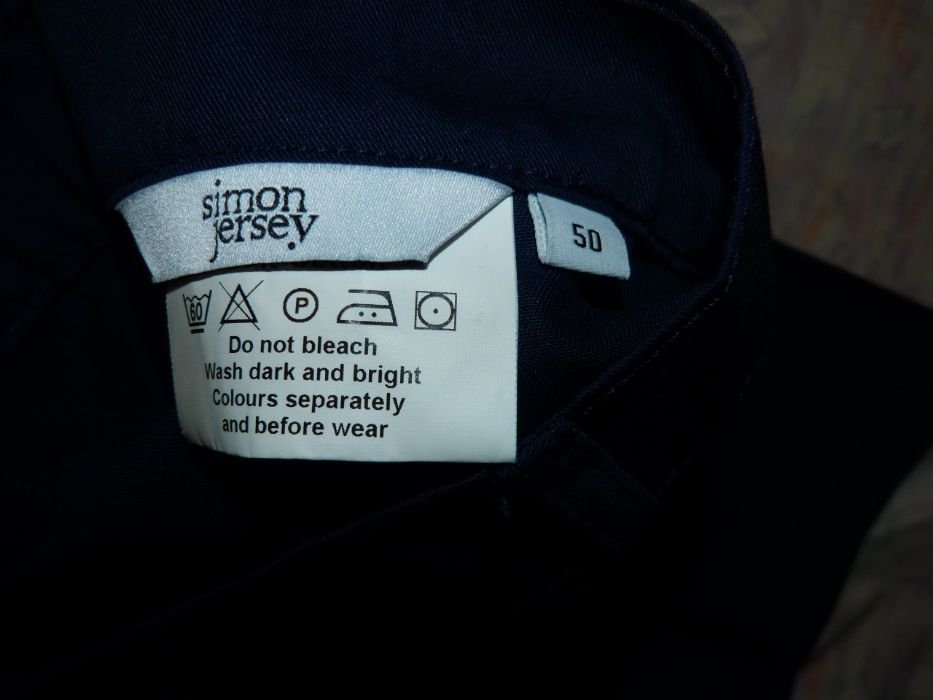 simon
jersey
50
60
P
Do not bleach
Wash dark and bright
Colours separately
and before wear